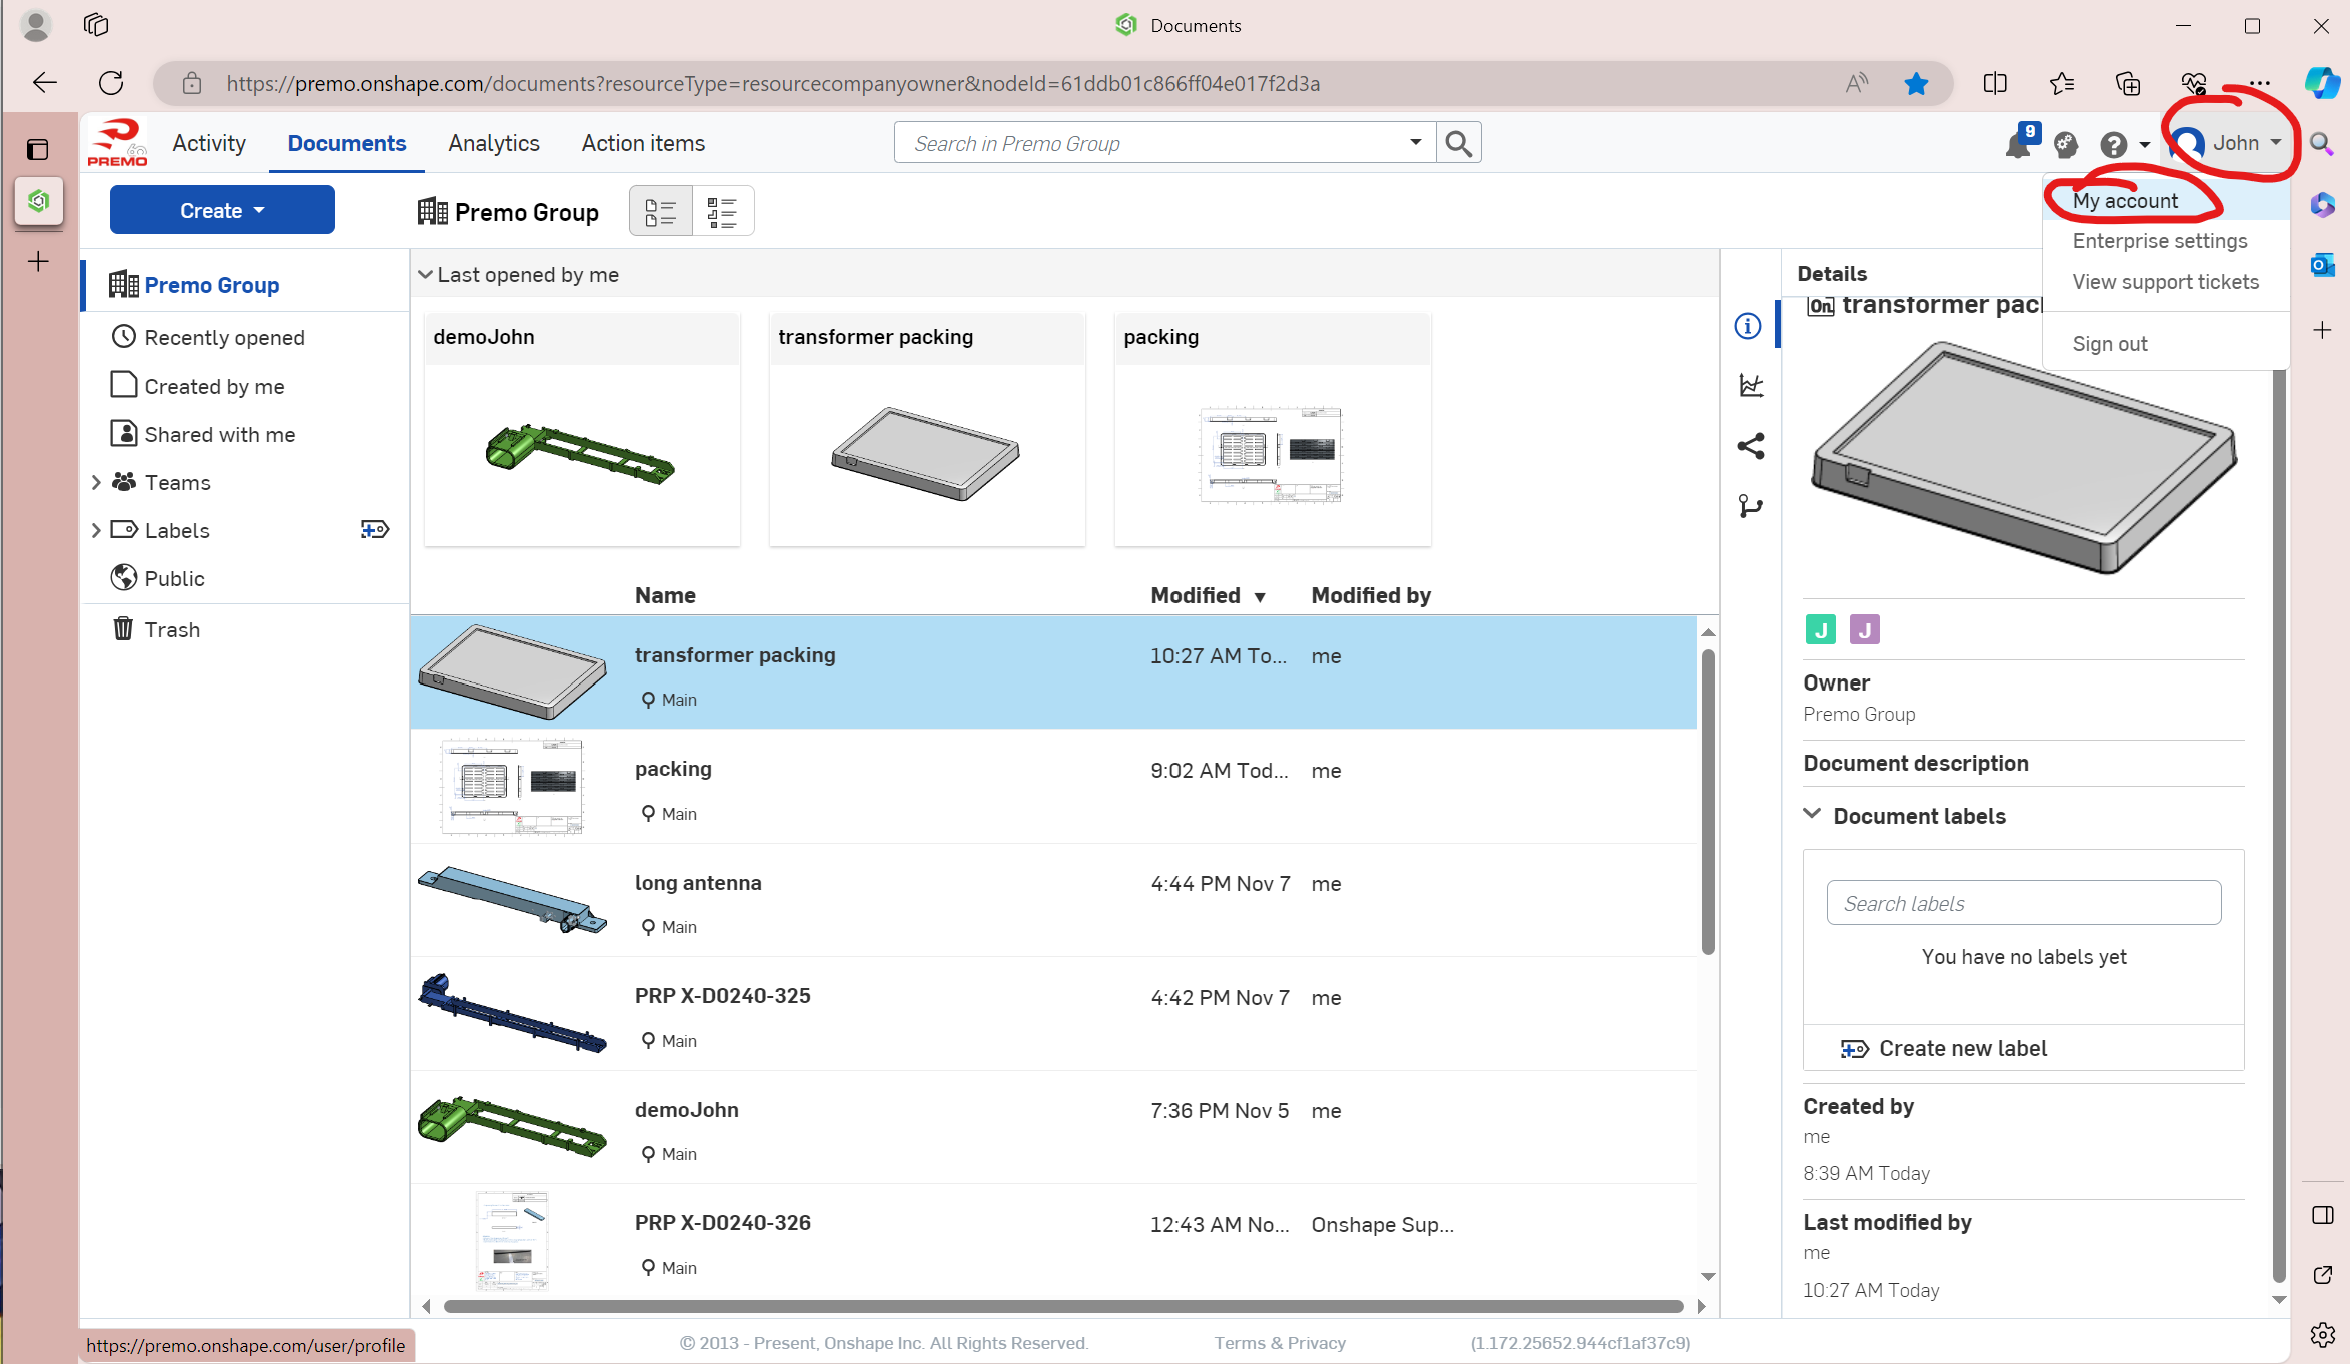 Documents
https://premo.onshape.com/documents?resourceType=resourcecompanyowner&nodeId=61ddb01c866ff04e017f2d3a
PREMO 60
Activity
Documents
Analytics
Action items
Search in Premo Group
9
John
Create
Premo Group
My account
Enterprise settings
View support tickets
Sign out
Premo Group
Recently opened
Created by me
Shared with me
Teams
Labels
Public
Trash
Last opened by me
demoJohn
transformer packing
packing
Name Modified Modified by
transformer packing 10:27 AM To... me
Main
packing 9:02 AM Tod... me
Main
long antenna 4:44 PM Nov 7 me
Main
PRP X-D0240-325 4:42 PM Nov 7 me
Main
demoJohn 7:36 PM Nov 5 me
Main
PRP X-D0240-326 12:43 AM No... Onshape Sup...
Main
Details
transformer pac
J J
Owner
Premo Group
Document description
Document labels
Search labels
You have no labels yet
Create new label
Created by
me
8:39 AM Today
Last modified by
me
10:27 AM Today
https://premo.onshape.com/user/profile
© 2013 - Present, Onshape Inc. All Rights Reserved.
Terms & Privacy
(1.172.25652.944cf1af37c9)